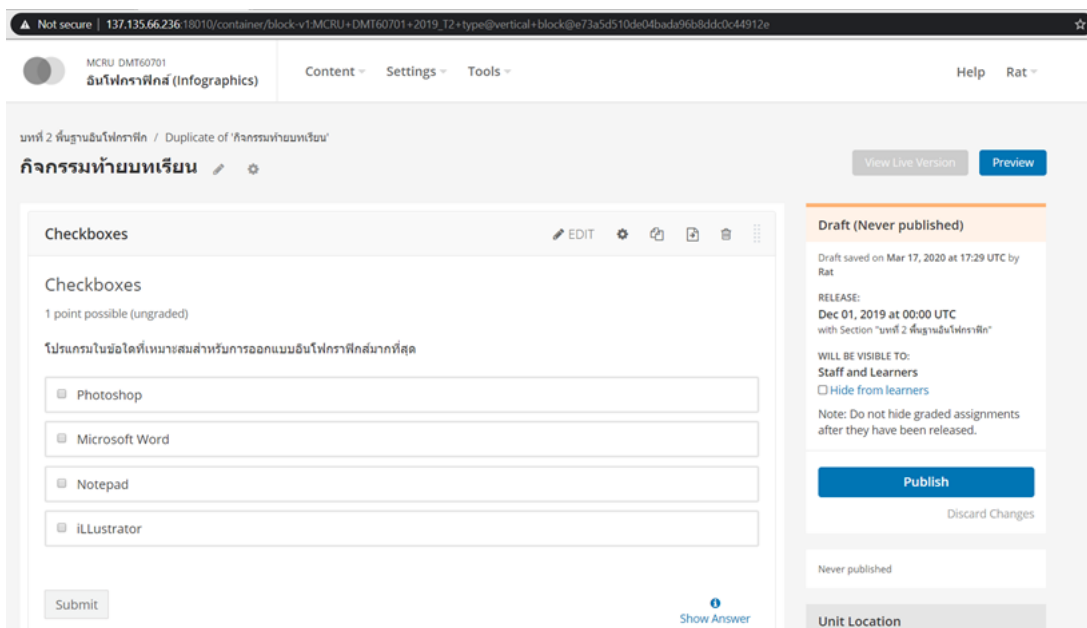 Not secure | 137.135.66.236:18010/container/block-v1:MCRU+DMT60701+2019_T2+type@vertical+block@e73a5d510de04bada96b8ddc0c44912e
MCRU DMT60701
อินโฟกราฟิกส์ (Infographics)
Content Settings Tools
Help Rat
บทที่ 2 พื้นฐานอินโฟกราฟิก / Duplicate of 'กิจกรรมท้ายบทเรียน'
กิจกรรมท้ายบทเรียน
View Live Version Preview
Checkboxes
EDIT
Checkboxes
1 point possible (ungraded)
โปรแกรมในข้อใดที่เหมาะสมสำหรับการออกแบบอินโฟกราฟิกส์มากที่สุด
Photoshop
Microsoft Word
Notepad
iLLustrator
Submit
Show Answer
Draft (Never published)
Draft saved on Mar 17, 2020 at 17:29 UTC by
Rat
RELEASE:
Dec 01, 2019 at 00:00 UTC
with Section "บทที่ 2 พื้นฐานอินโฟกราฟิก"
WILL BE VISIBLE TO:
Staff and Learners
Hide from learners
Note: Do not hide graded assignments
after they have been released.
Publish
Discard Changes
Never published
Unit Location